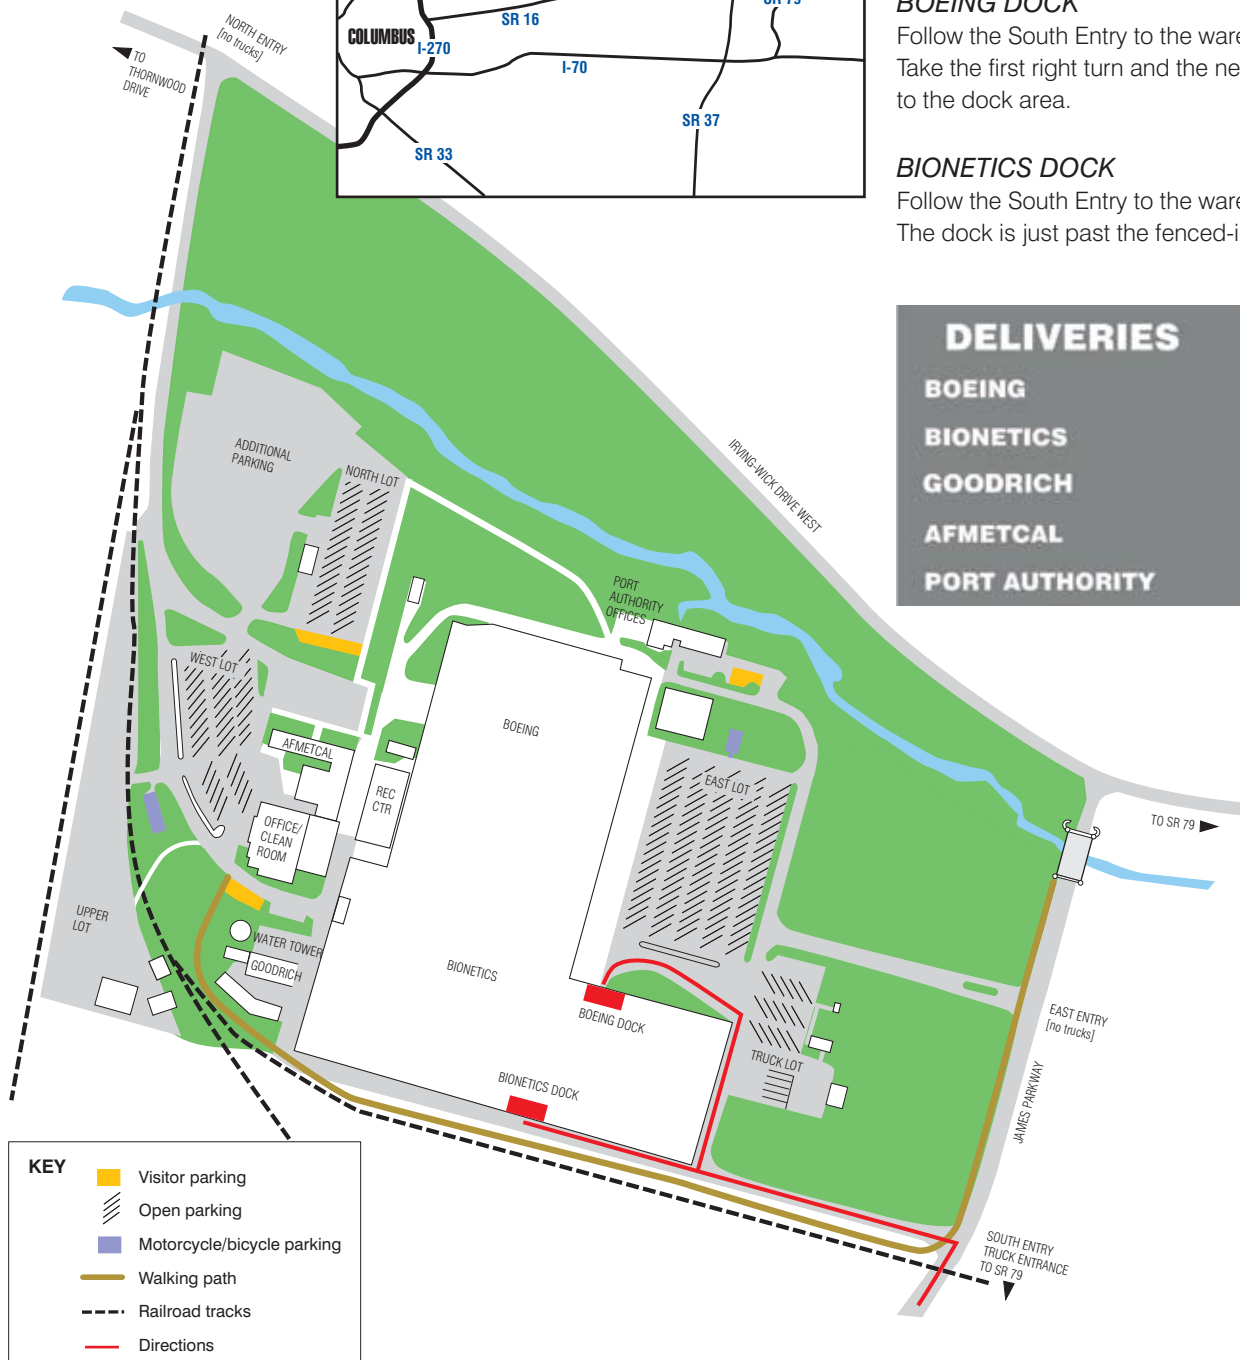 NORTH ENTRY
[no trucks]
TO
THORNWOOD
DRIVE
SR 16
COLUMBUS
I-270
I-70
SR 37
SR 33
BOEING DOCK
Follow the South Entry to the ware
Take the first right turn and the ne
to the dock area.
BIONETICS DOCK
Follow the South Entry to the ware
The dock is just past the fenced-i
DELIVERIES
BOEING
BIONETICS
GOODRICH
AFMETCAL
PORT AUTHORITY
ADDITIONAL
PARKING
NORTH LOT
IRVING-WICK DRIVE WEST
PORT
AUTHORITY
OFFICES
WEST LOT
BOEING
AFMETCAL
EAST LOT
REC
CTR
OFFICE/
CLEAN
ROOM
TO SR 79
UPPER
LOT
WATER TOWER
GOODRICH
BIONETICS
BOEING DOCK
EAST ENTRY
[no trucks]
TRUCK LOT
BIONETICS DOCK
JAMES PARKWAY
SOUTH ENTRY
TRUCK ENTRANCE
TO SR 79
KEY
Visitor parking
Open parking
Motorcycle/bicycle parking
Walking path
Railroad tracks
Directions